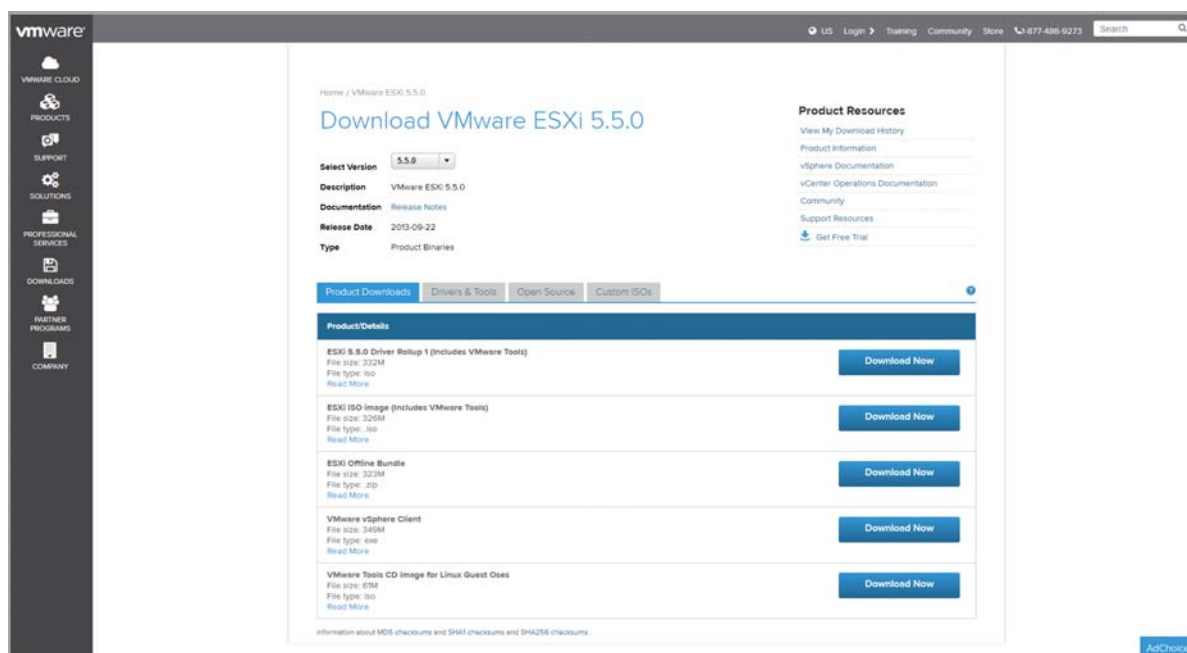 vmware
US Login Training Community Store 1-877-486-9273 Search
VMWARE CLOUD
PRODUCTS
SUPPORT
SOLUTIONS
PROFESSIONAL
SERVICES
DOWNLOADS
PARTNER
PROGRAMS
COMPANY
Home / VMware ESXi 5.5.0
Download VMware ESXi 5.5.0
Select Version 5.5.0
Description VMware ESXi 5.5.0
Documentation Release Notes
Release Date 2013-09-22
Type Product Binaries
Product Resources
View My Download History
Product Information
vSphere Documentation
vCenter Operations Documentation
Community
Support Resources
Get Free Trial
Product Downloads Drivers & Tools Open Source Custom ISOs ?
Product/Details
ESXi 5.5.0 Driver Rollup 1 (Includes VMware Tools)
File size: 332M
File type: iso
Read More
Download Now
ESXi ISO image (Includes VMware Tools)
File size: 326M
File type: .iso
Read More
Download Now
ESXi Offline Bundle
File size: 323M
File type: .zip
Read More
Download Now
VMware vSphere Client
File size: 349M
File type: exe
Read More
Download Now
VMware Tools CD image for Linux Guest Oses
File size: 61M
File type: iso
Read More
Download Now
Information about MD5 checksums and SHA1 checksums and SHA256 checksums .
AdChoice